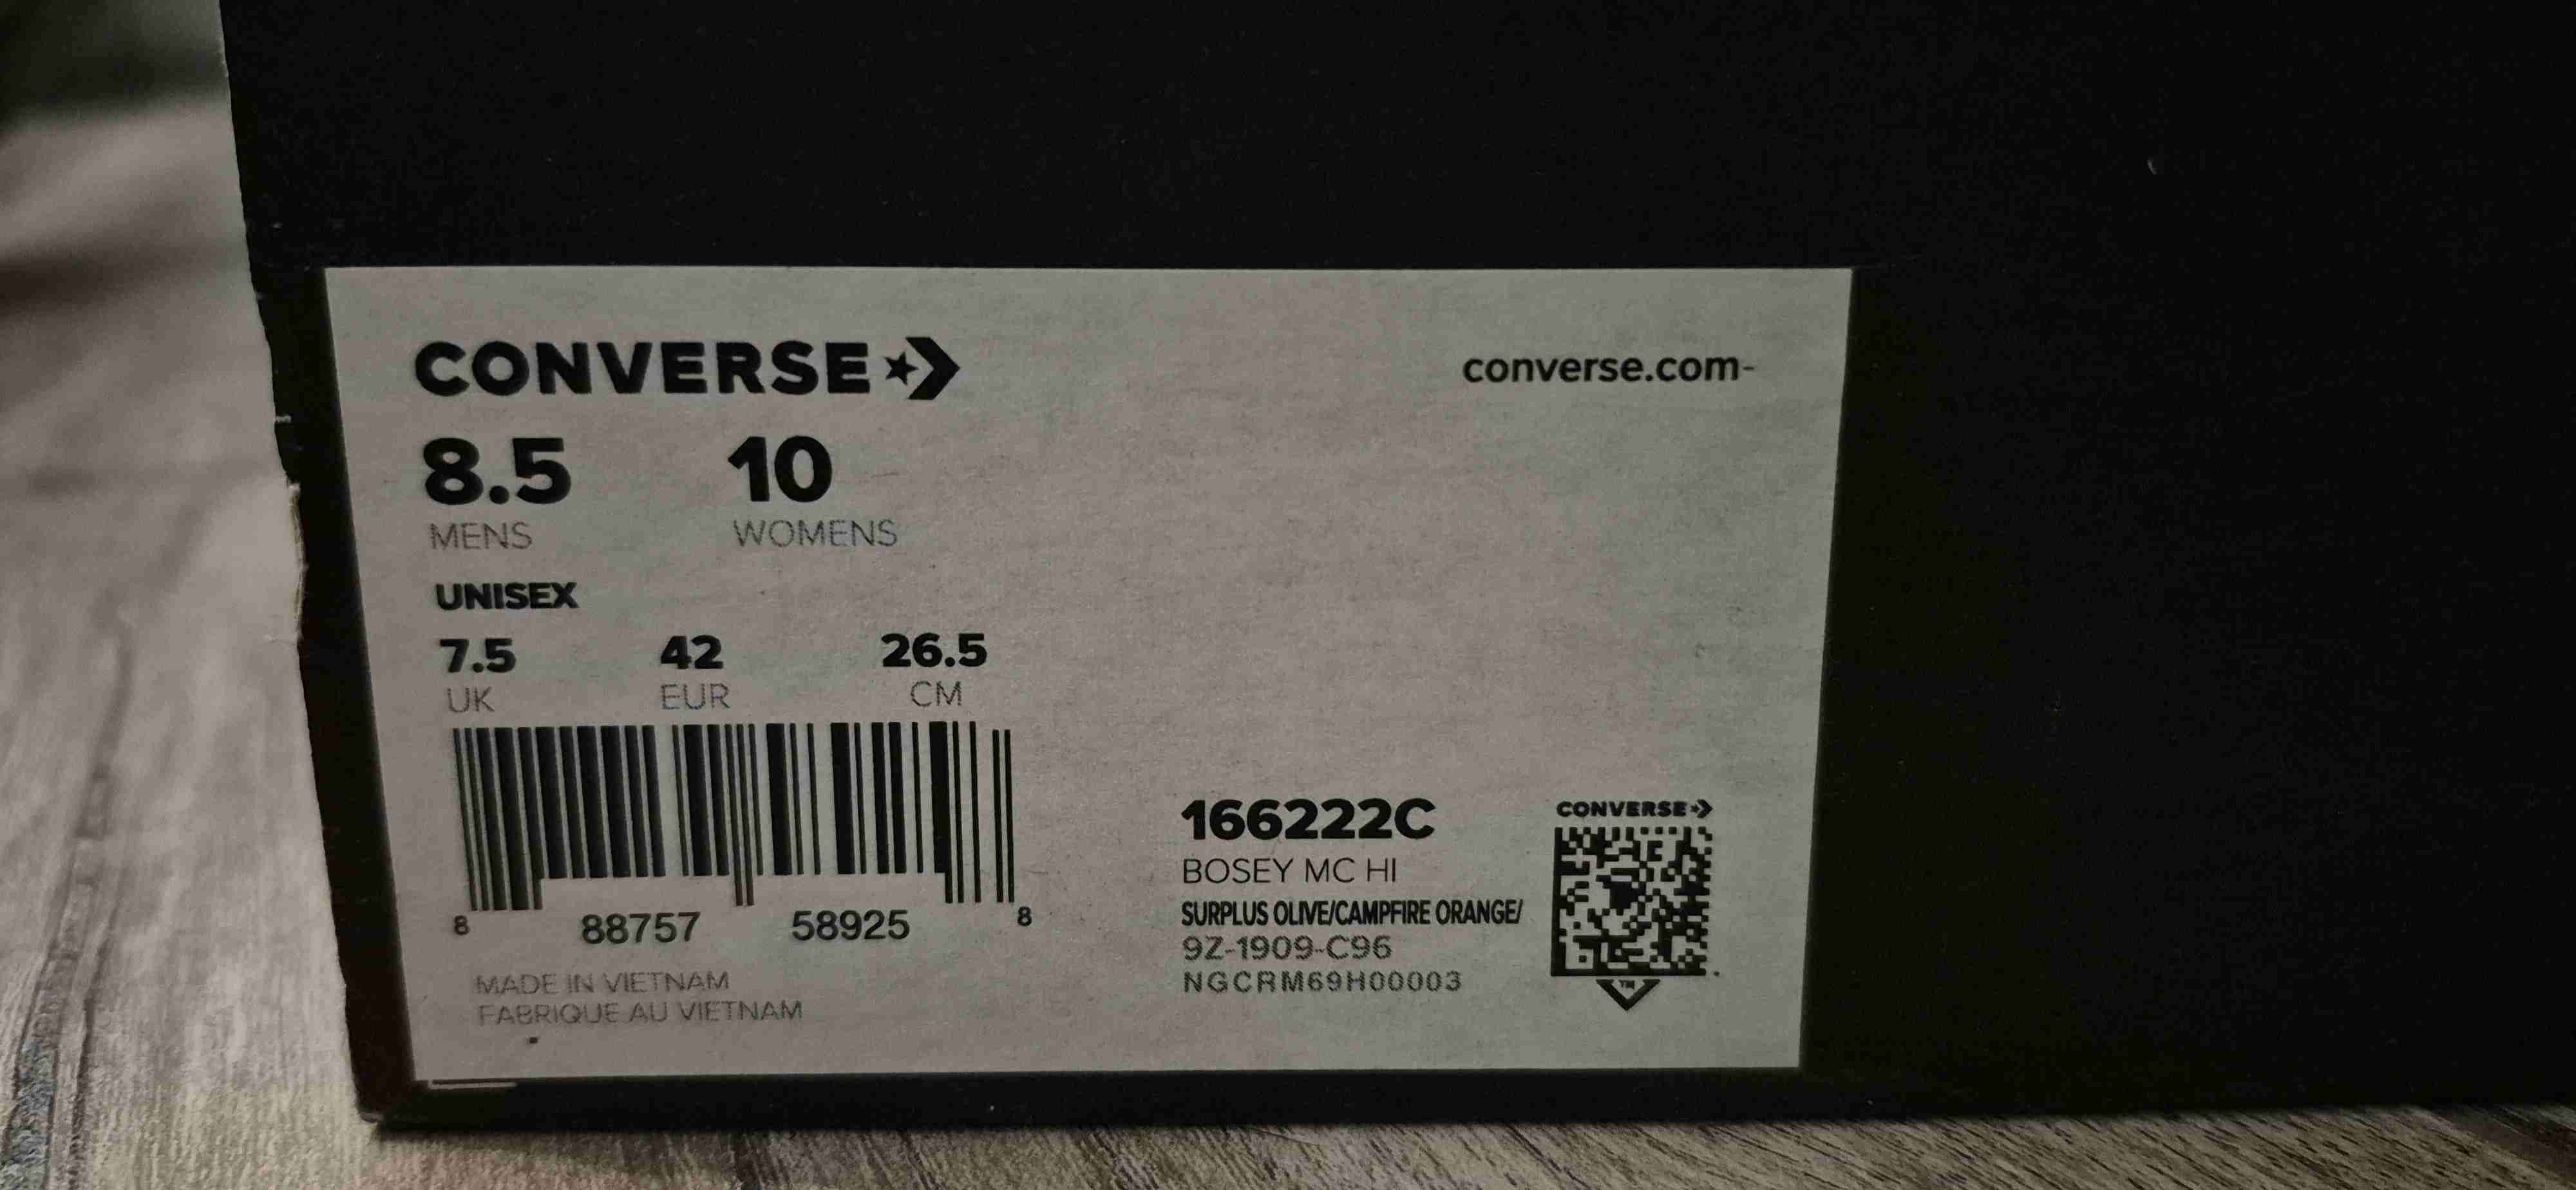 CONVERSE
converse.com-
8.5 10
MENS WOMENS
UNISEX
7.5 42 26.5
UK EUR CM
8 88757 58925 8
MADE IN VIETNAM
FABRIQUE AU VIETNAM
166222C
BOSEY MC HI
SURPLUS OLIVE/CAMPFIRE ORANGE/
9Z-1909-C96
NGCRM69H00003
CONVERSE
TM